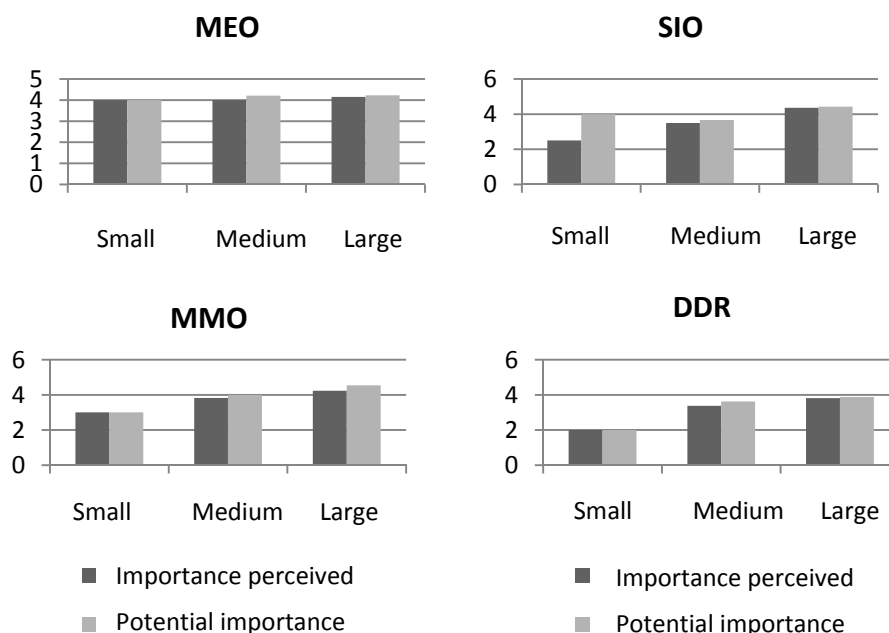 MEO
5
4
3
2
1
0
Small Medium Large
SIO
6
4
2
0
Small Medium Large
MMO
6
4
2
0
Small Medium Large
Importance perceived
Potential importance
DDR
6
4
2
0
Small Medium Large
Importance perceived
Potential importance